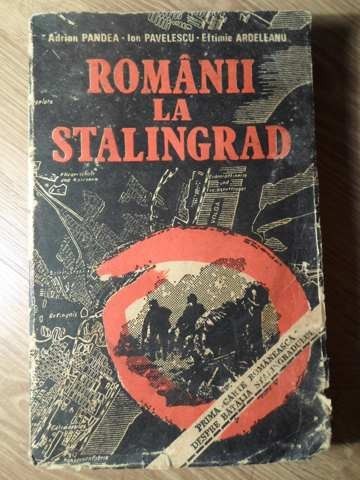 Adrian PANDEA · Ion PAVELESCU · Eftimie ARDELEANU
ROMÂNII
LA
STALINGRAD
PRIMA CARTE ROMÂNEASCĂ
DESPRE BĂTĂLIA STALINGRADULUI